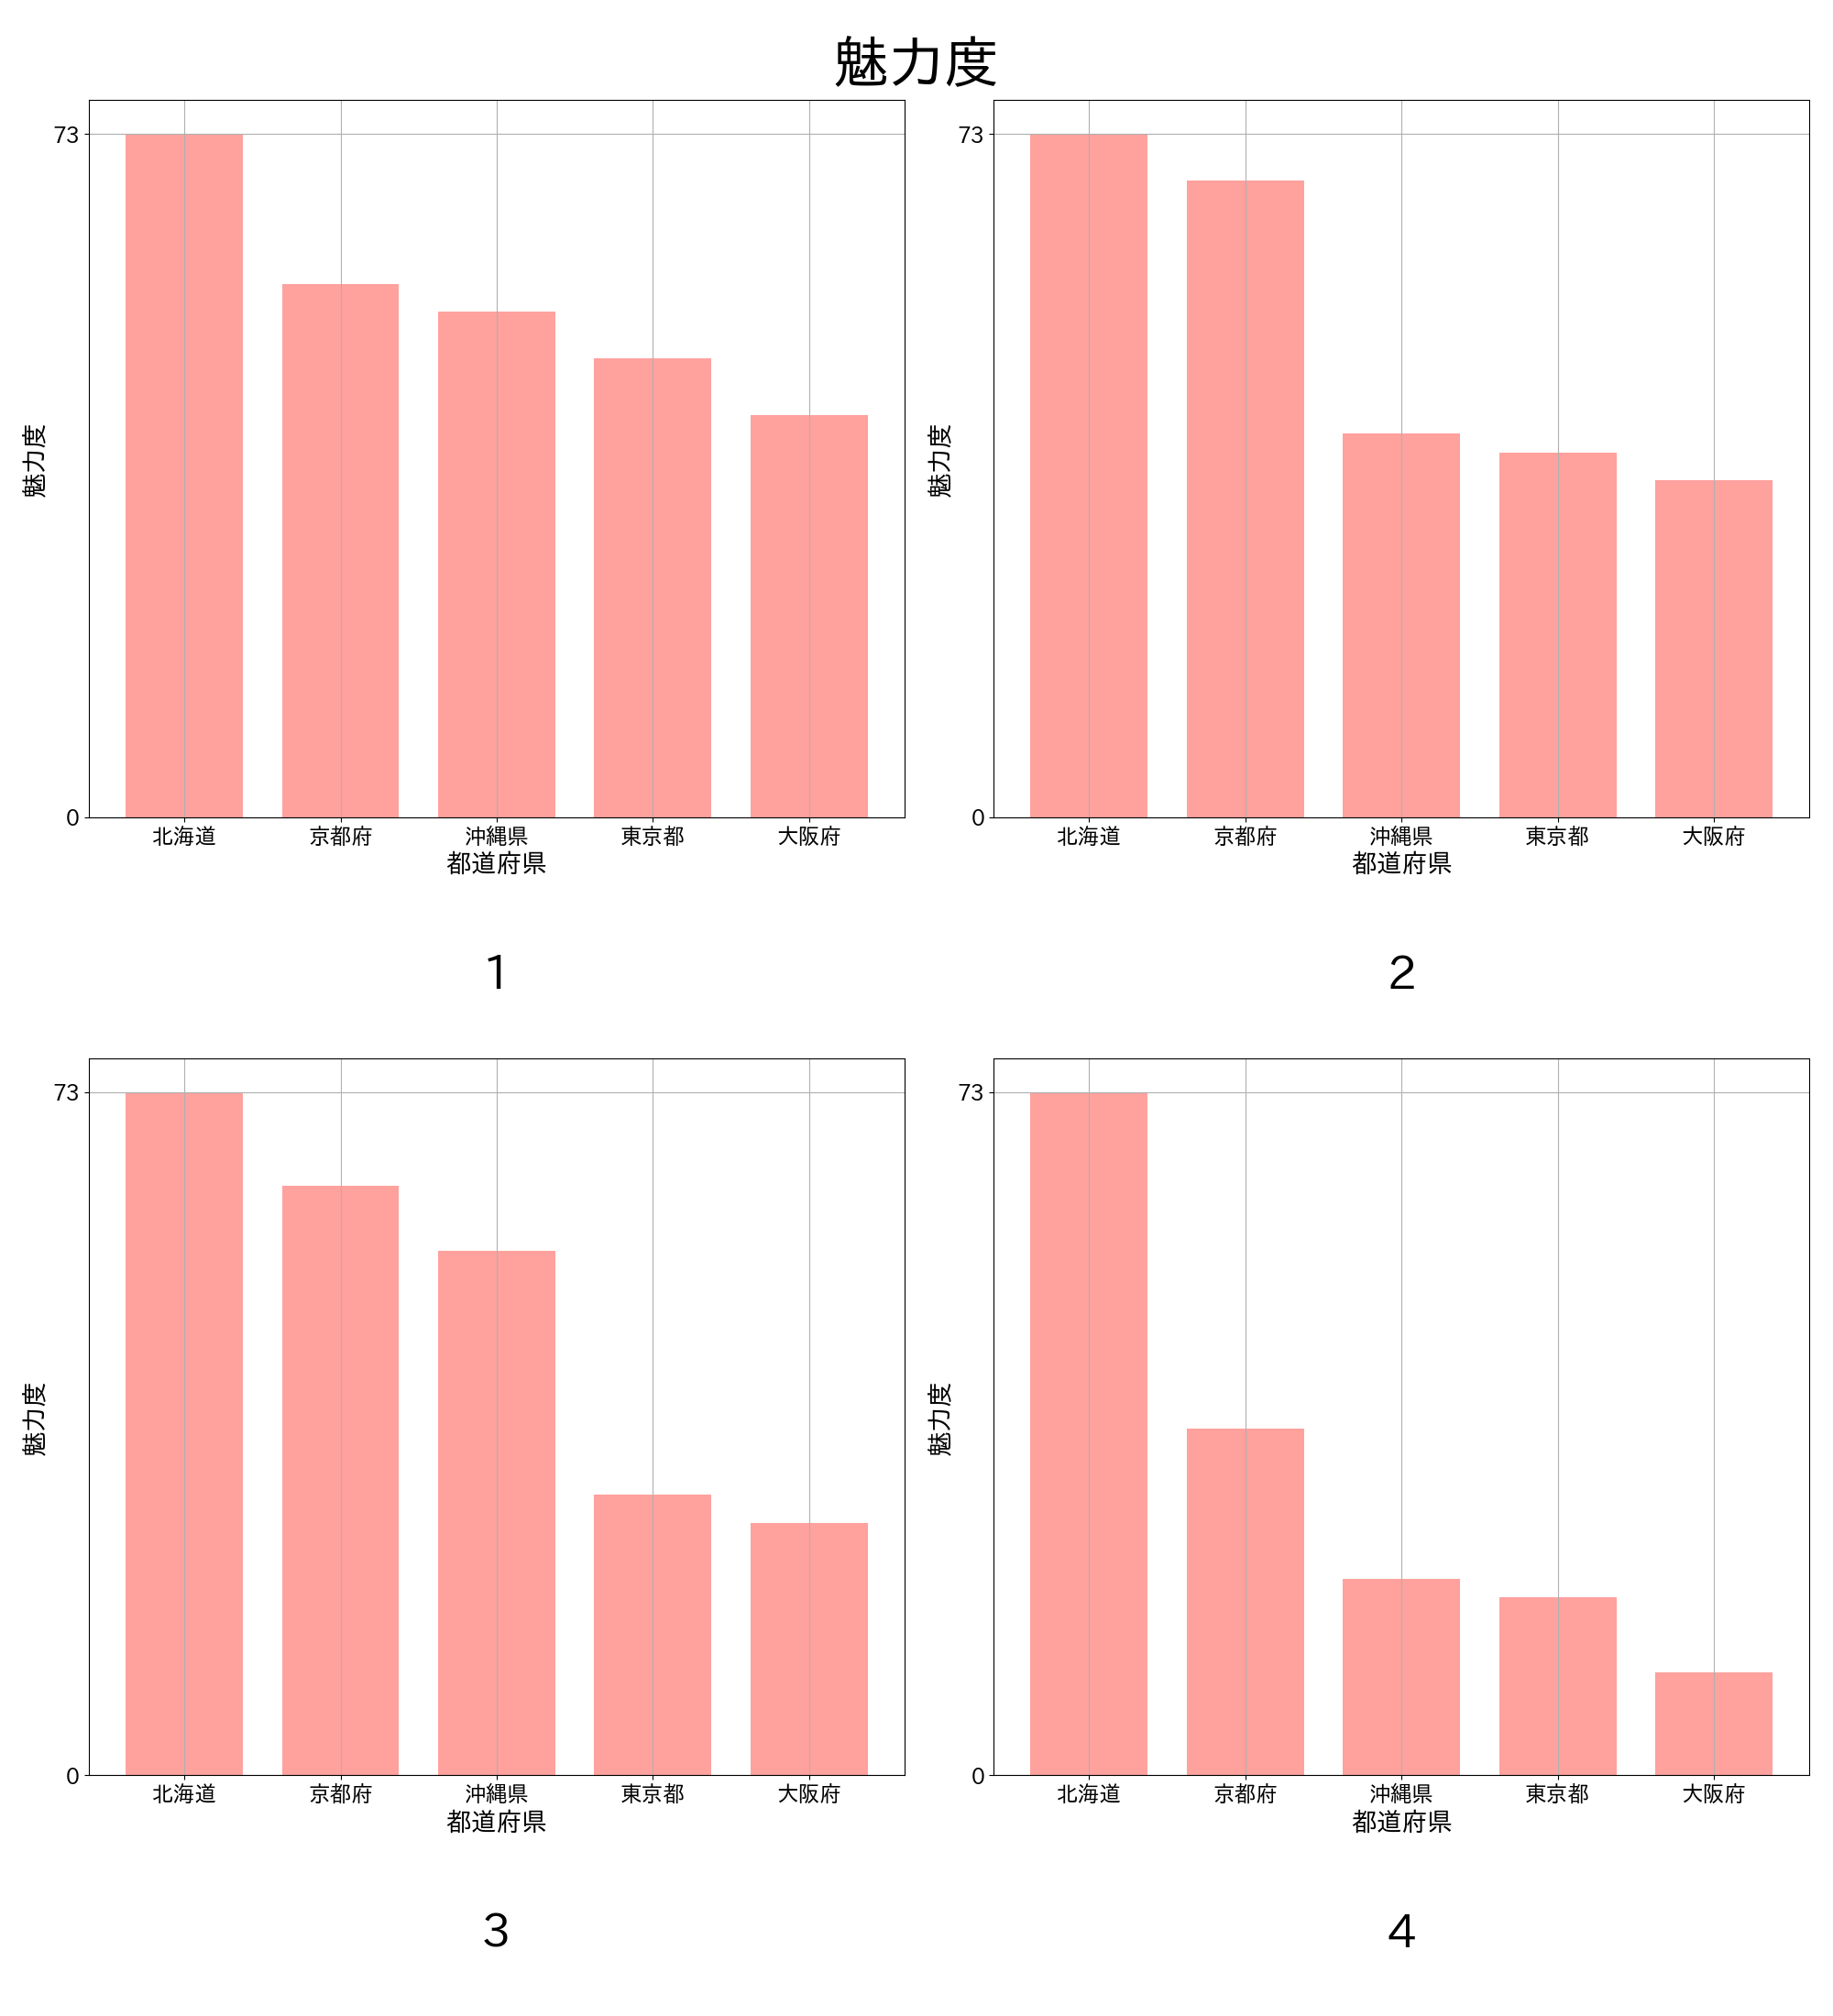 魅力度
73
0
魅力度
北海道 京都府 沖縄県 東京都 大阪府
都道府県
1
73
0
魅力度
北海道 京都府 沖縄県 東京都 大阪府
都道府県
2
73
0
魅力度
北海道 京都府 沖縄県 東京都 大阪府
都道府県
3
73
0
魅力度
北海道 京都府 沖縄県 東京都 大阪府
都道府県
4